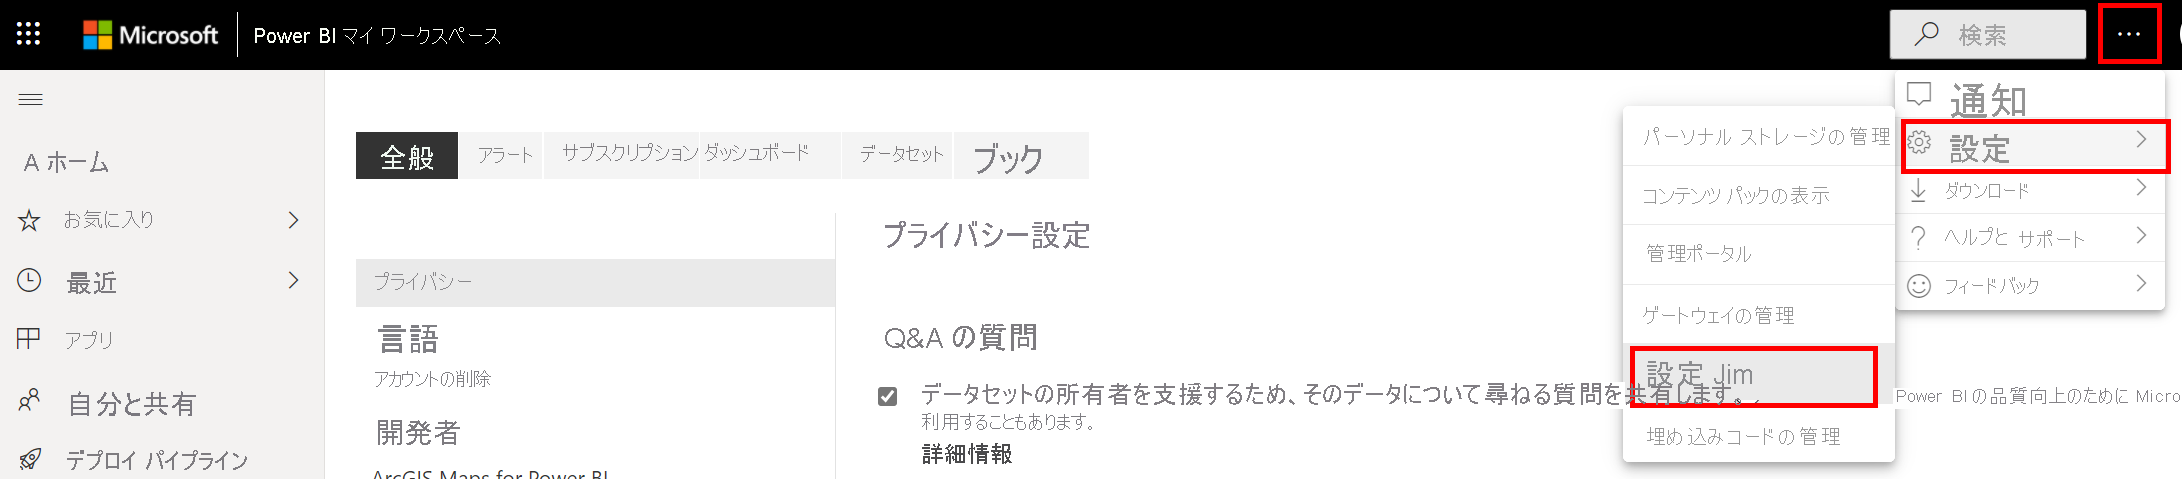 Microsoft
Power BI マイ ワークスペース
検索
...
A ホーム
お気に入り
最近
アプリ
自分と共有
デプロイ パイプライン
全般
アラート
サブスクリプション
ダッシュボード
データセット
ブック
プライバシー
言語
アカウントの削除
開発者
ArcGIS Maps for Power BI
プライバシー設定
Q&A の質問
データセットの所有者を支援するため、そのデータについて尋ねる質問を共有します。
Power BI の品質向上のために Micro
利用することもあります。
詳細情報
パーソナル ストレージの管理
コンテンツ パックの表示
管理ポータル
ゲートウェイの管理
設定 Jim
埋め込みコードの管理
通知
設定
ダウンロード
ヘルプと サポート
フィードバック